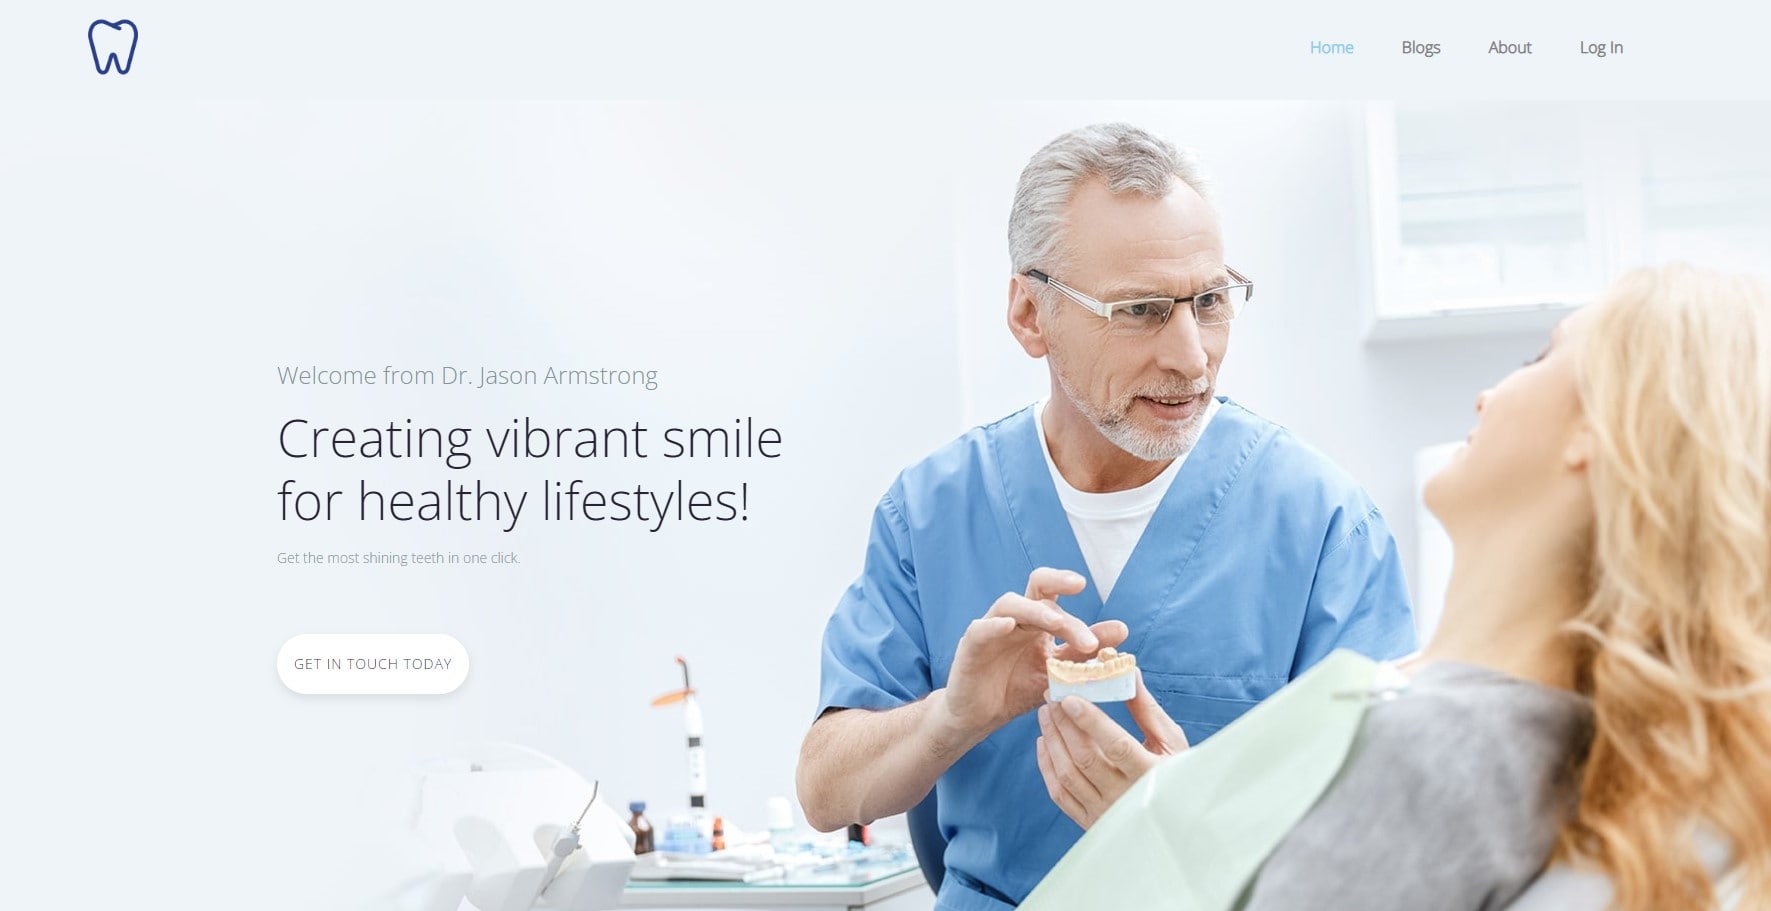 Home
Blogs
About
Log In
Welcome from Dr. Jason Armstrong
Creating vibrant smile
for healthy lifestyles!
Get the most shining teeth in one click.
GET IN TOUCH TODAY